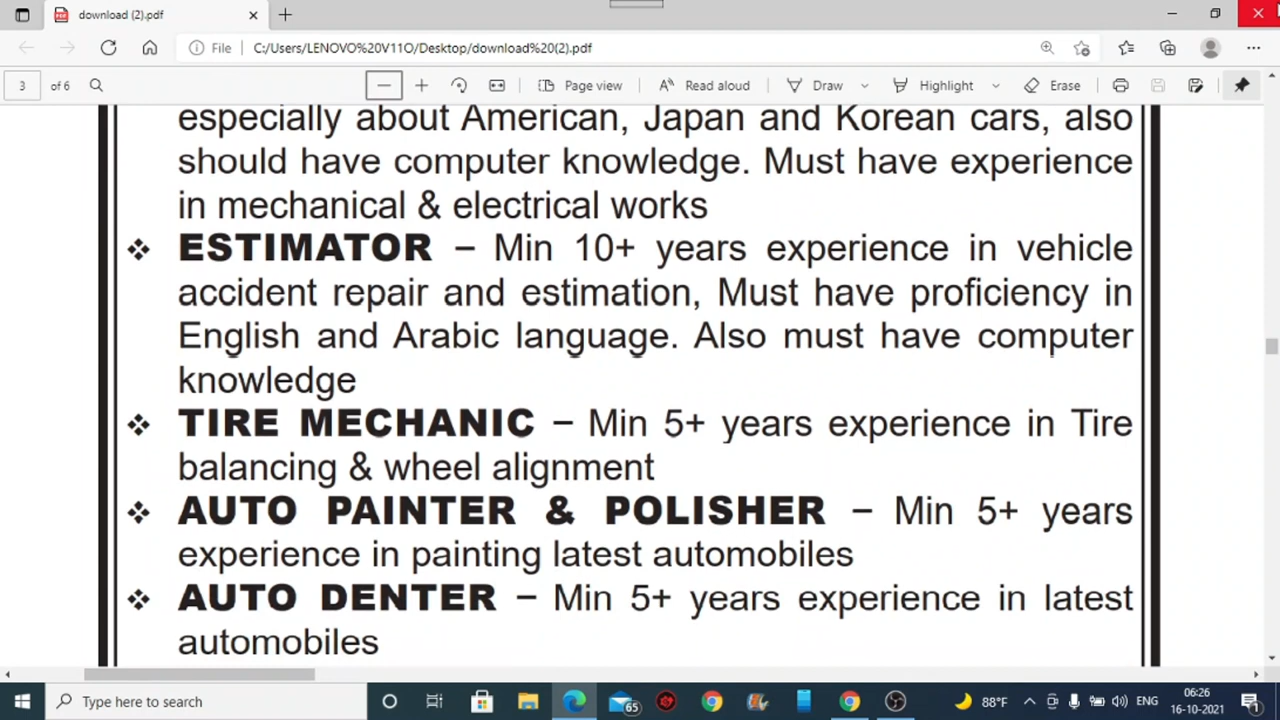 download (2).pdf
File
C:/Users/LENOVO%20V11O/Desktop/download%20(2).pdf
3 of 6
Page view
Read aloud
Draw
Highlight
Erase
especially about American, Japan and Korean cars, also
should have computer knowledge. Must have experience
in mechanical & electrical works
❖ ESTIMATOR – Min 10+ years experience in vehicle
accident repair and estimation, Must have proficiency in
English and Arabic language. Also must have computer
knowledge
❖ TIRE MECHANIC – Min 5+ years experience in Tire
balancing & wheel alignment
❖ AUTO PAINTER & POLISHER – Min 5+ years
experience in painting latest automobiles
❖ AUTO DENTER – Min 5+ years experience in latest
automobiles
Type here to search
65
88°F
ENG
06:26
16-10-2021
1